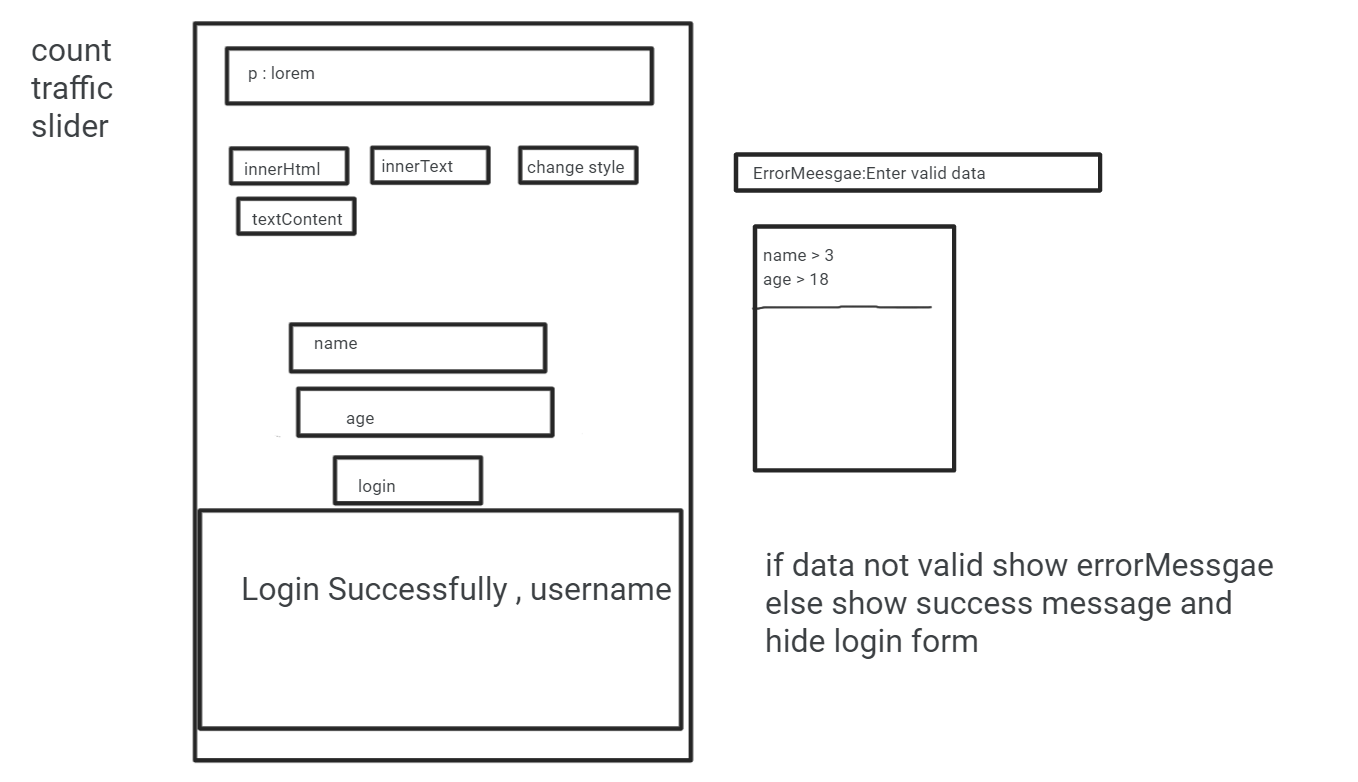 count
traffic
slider
p : lorem
innerHtml
innerText
change style
textContent
name
age
login
Login Successfully , username
ErrorMeesgae:Enter valid data
name > 3
age > 18
if data not valid show errorMessgae
else show success message and
hide login form